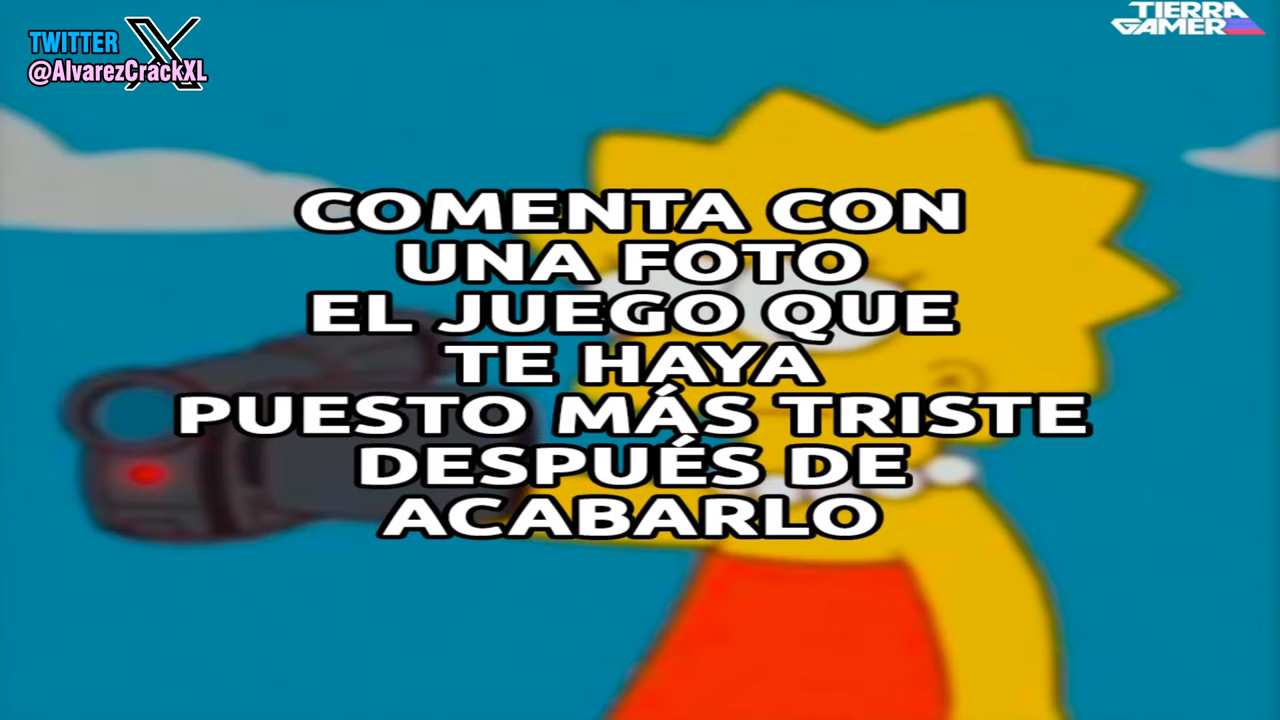 TWITTER
@AlvarezCrackXL
TIERRA
GAMER
COMENTA CON
UNA FOTO
EL JUEGO QUE
TE HAYA
PUESTO MÁS TRISTE
DESPUÉS DE
ACABARLO